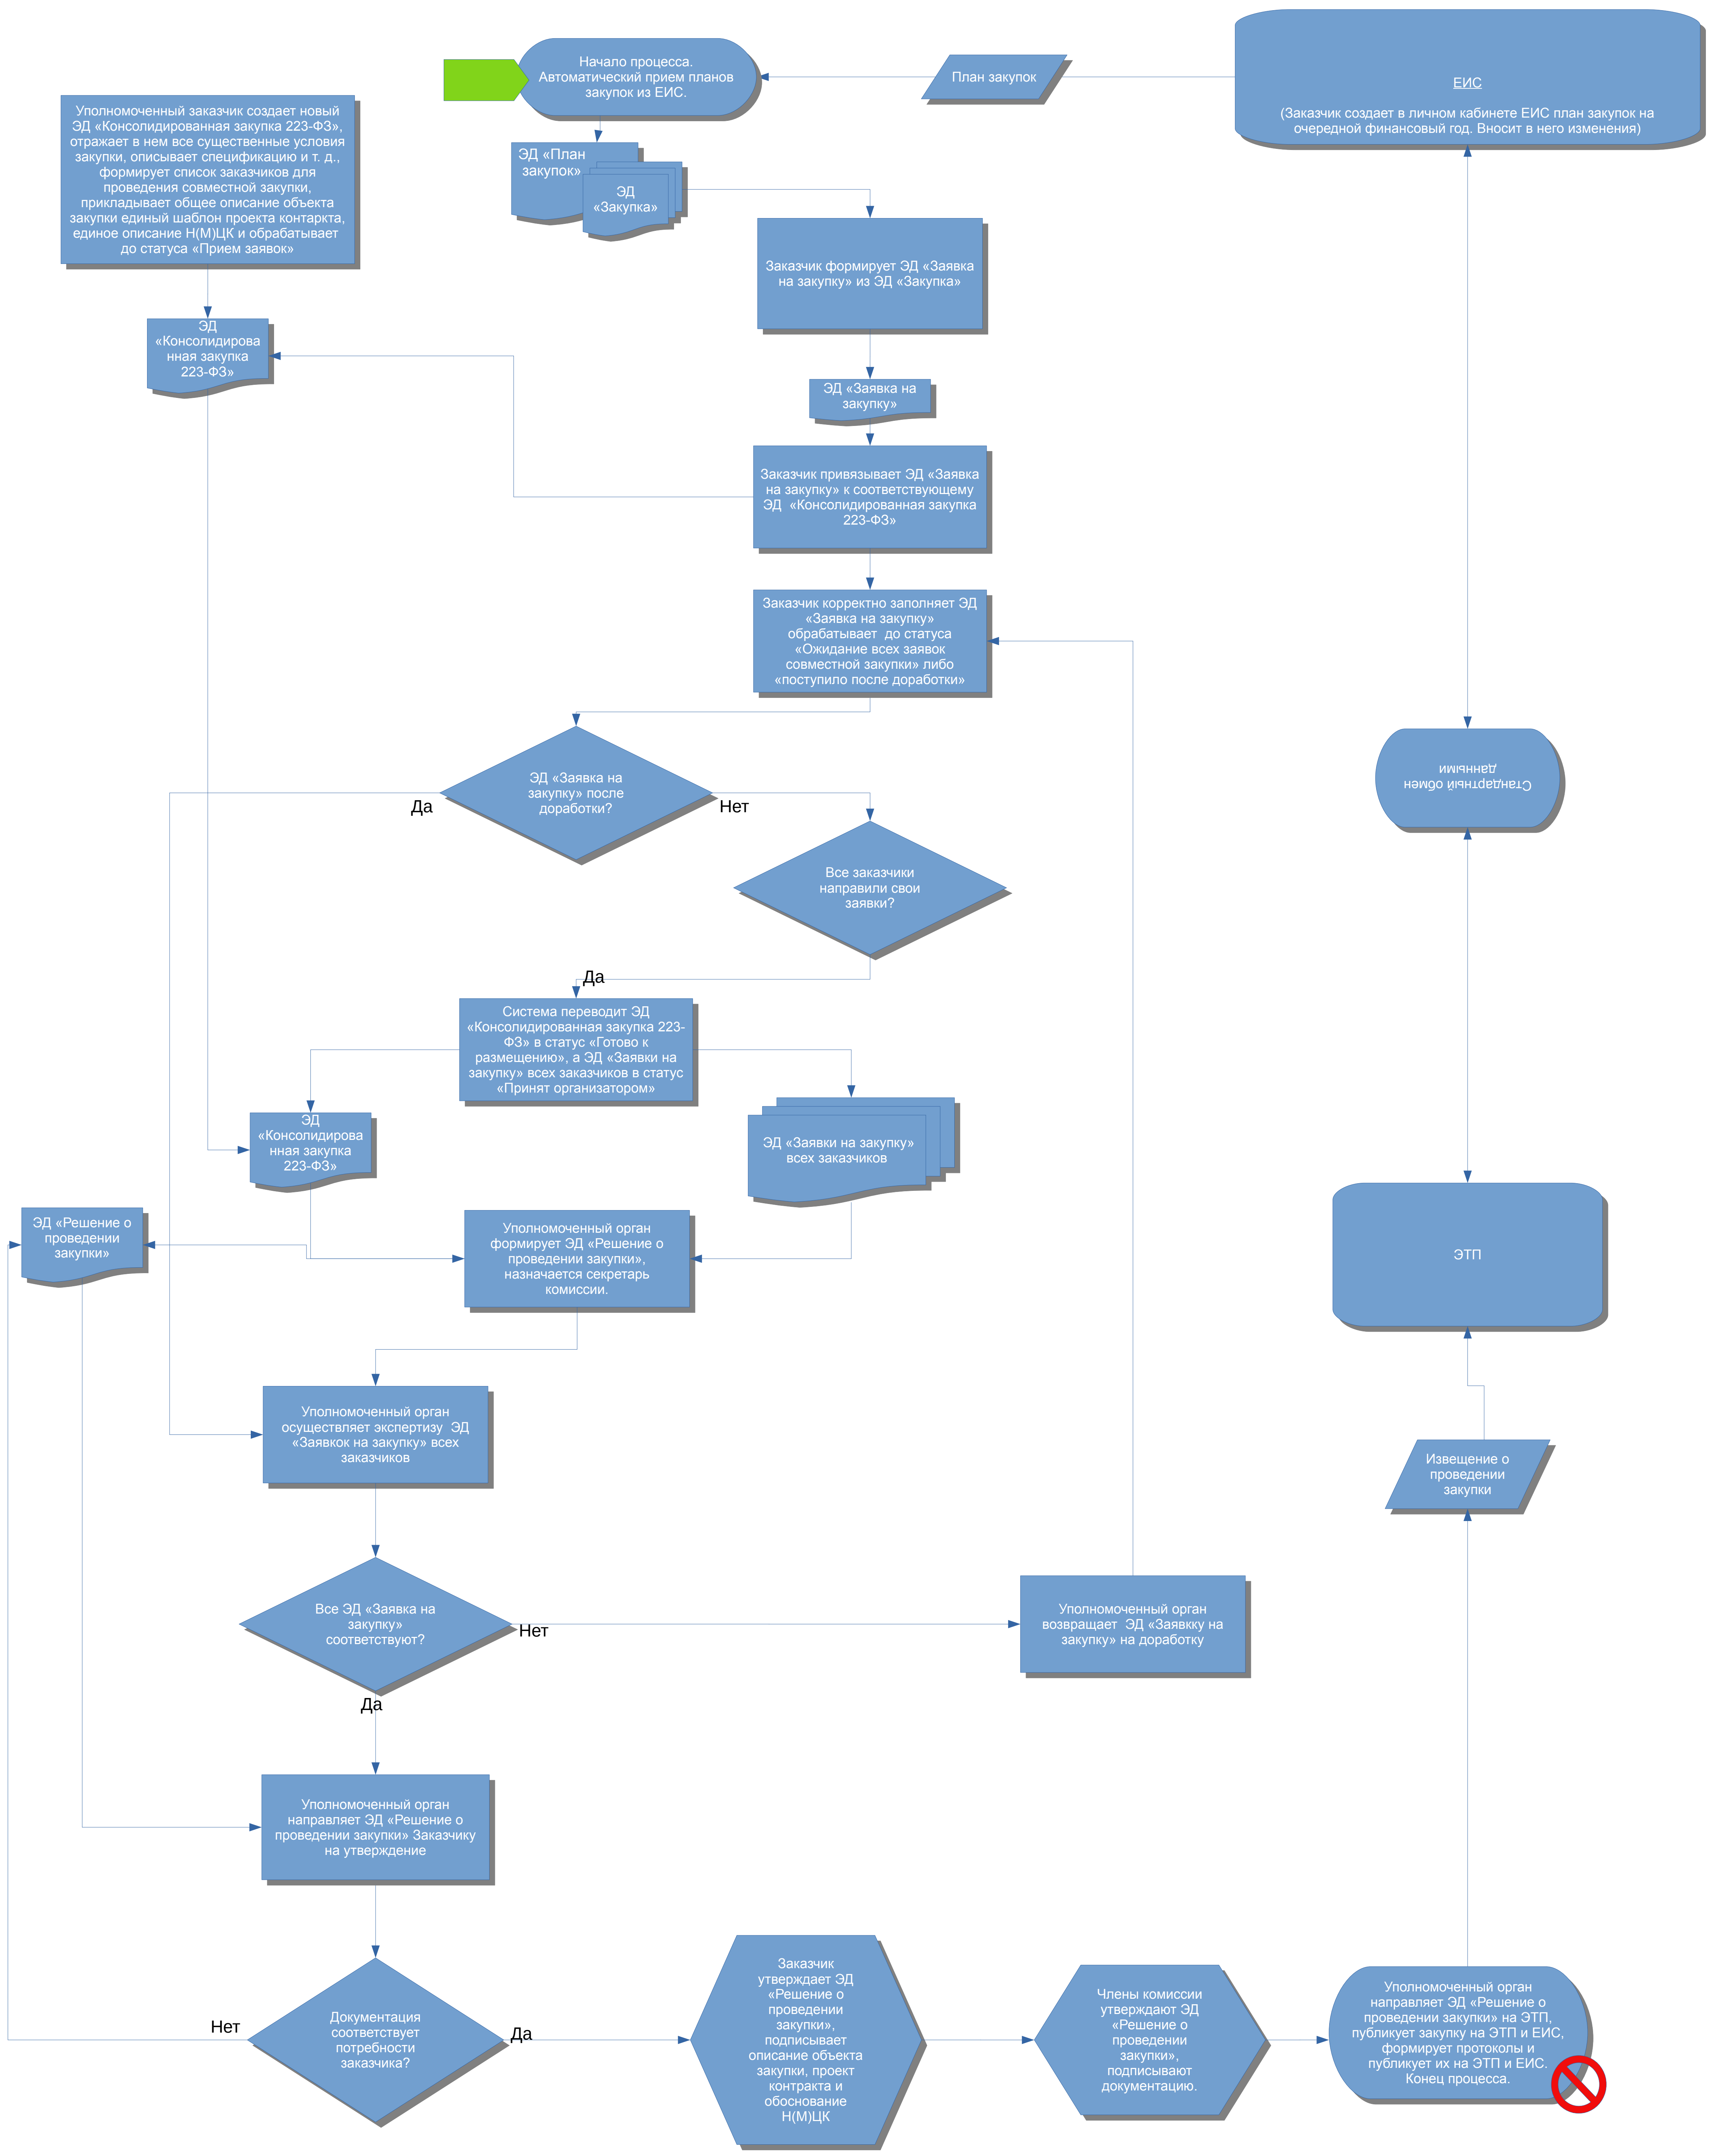 Начало процесса.
Автоматический прием планов
закупок из ЕИС.
План закупок
ЕИС
(Заказчик создает в личном кабинете ЕИС план закупок на
очередной финансовый год. Вносит в него изменения)
Уполномоченный заказчик создает новый
ЭД «Консолидированная закупка 223-ФЗ»,
отражает в нем все существенные условия
закупки, описывает спецификацию и т. д.,
формирует список заказчиков для
проведения совместной закупки,
прикладывает общее описание объекта
закупки единый шаблон проекта контаркта,
единое описание Н(М)ЦК и обрабатывает
до статуса «Прием заявок»
ЭД «План
закупок»
ЭД
«Закупка»
Заказчик формирует ЭД «Заявка
на закупку» из ЭД «Закупка»
ЭД
«Консолидирова
нная закупка
223-ФЗ»
ЭД «Заявка на
закупку»
Заказчик привязывает ЭД «Заявка
на закупку» к соответствующему
ЭД  «Консолидированная закупка
223-ФЗ»
Заказчик корректно заполняет ЭД
«Заявка на закупку»
обрабатывает  до статуса
«Ожидание всех заявок
совместной закупки» либо
«поступило после доработки»
ЭД «Заявка на
закупку» после
доработки?
Да
Нет
Стандартный обмен
данными
Все заказчики
направили свои
заявки?
Да
Система переводит ЭД
«Консолидированная закупка 223-
ФЗ» в статус «Готово к
размещению», а ЭД «Заявки на
закупку» всех заказчиков в статус
«Принят организатором»
ЭД
«Консолидирова
нная закупка
223-ФЗ»
ЭД «Заявки на закупку»
всех заказчиков
ЭД «Решение о
проведении
закупки»
Уполномоченный орган
формирует ЭД «Решение о
проведении закупки»,
назначается секретарь
комиссии.
ЭТП
Уполномоченный орган
осуществляет экспертизу  ЭД
«Заявкок на закупку» всех
заказчиков
Извещение о
проведении
закупки
Все ЭД «Заявка на
закупку»
соответствуют?
Нет
Да
Уполномоченный орган
возвращает  ЭД «Заявкку на
закупку» на доработку
Уполномоченный орган
направляет ЭД «Решение о
проведении закупки» Заказчику
на утверждение
Документация
соответствует
потребности
заказчика?
Нет
Да
Заказчик
утверждает ЭД
«Решение о
проведении
закупки»,
подписывает
описание объекта
закупки, проект
контракта и
обоснование
Н(М)ЦК
Члены комиссии
утверждают ЭД
«Решение о
проведении
закупки»,
подписывают
документацию.
Уполномоченный орган
направляет ЭД «Решение о
проведении закупки» на ЭТП,
публикует закупку на ЭТП и ЕИС,
формирует протоколы и
публикует их на ЭТП и ЕИС.
Конец процесса.